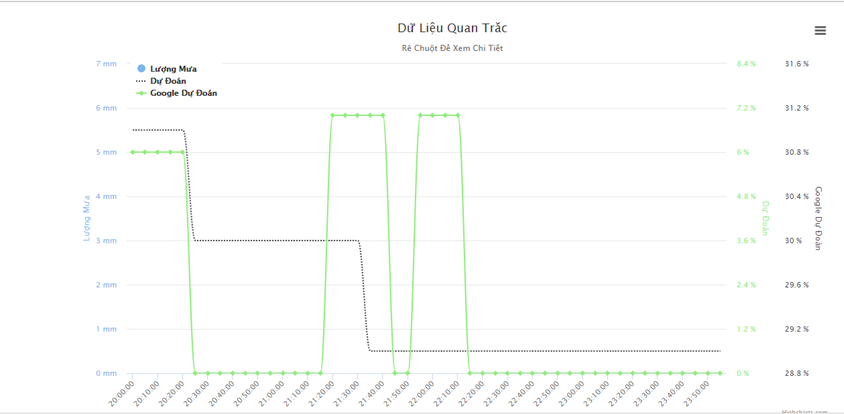 Dữ Liệu Quan Trắc
Rê Chuột Để Xem Chi Tiết
Lượng Mưa
Dự Đoán
Google Dự Đoán
7 mm
6 mm
5 mm
4 mm
3 mm
2 mm
1 mm
0 mm
Lượng Mưa
8.4 %
7.2 %
6 %
4.8 %
3.6 %
2.4 %
1.2 %
0 %
Dự Đoán
31.6 %
31.2 %
30.8 %
30.4 %
30 %
29.6 %
29.2 %
28.8 %
Google Dự Đoán
20:00:00
20:10:00
20:20:00
20:30:00
20:40:00
20:50:00
21:00:00
21:10:00
21:20:00
21:30:00
21:40:00
21:50:00
22:00:00
22:10:00
22:20:00
22:30:00
22:40:00
22:50:00
23:00:00
23:10:00
23:20:00
23:30:00
23:40:00
23:50:00
Highcharts.com